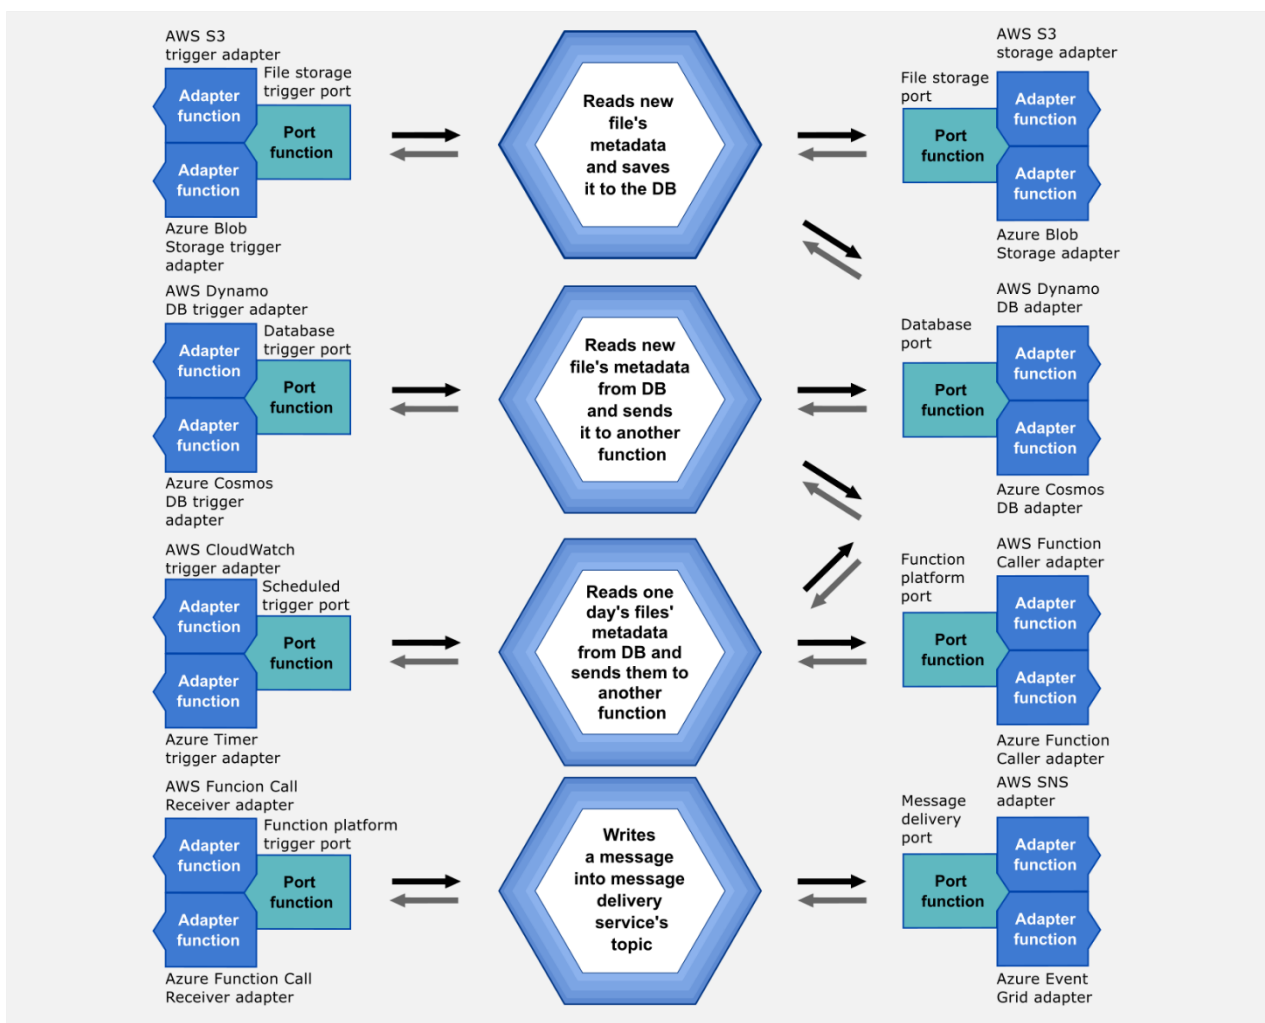 AWS S3
trigger adapter
File storage
trigger port
Adapter
function
Port
function
Adapter
function
Azure Blob
Storage trigger
adapter
Reads new
file's
metadata
and saves
it to the DB
AWS S3
storage adapter
File storage
port
Adapter
function
Port
function
Adapter
function
Azure Blob
Storage adapter
AWS Dynamo
DB trigger adapter
Database
trigger port
Adapter
function
Port
function
Adapter
function
Azure Cosmos
DB trigger
adapter
Reads new
file's metadata
from DB
and sends
it to another
function
AWS Dynamo
DB adapter
Database
port
Adapter
function
Port
function
Adapter
function
Azure Cosmos
DB adapter
AWS CloudWatch
trigger adapter
Scheduled
trigger port
Adapter
function
Port
function
Adapter
function
Azure Timer
trigger adapter
Reads one
day's files'
metadata
from DB and
sends them to
another
function
AWS Function
Caller adapter
Function
platform
port
Adapter
function
Port
function
Adapter
function
Azure Function
Caller adapter
AWS Funcion Call
Receiver adapter
Function platform
trigger port
Adapter
function
Port
function
Adapter
function
Azure Function Call
Receiver adapter
Writes
a message
into message
delivery
service's
topic
AWS SNS
adapter
Message
delivery
port
Adapter
function
Port
function
Adapter
function
Azure Event
Grid adapter